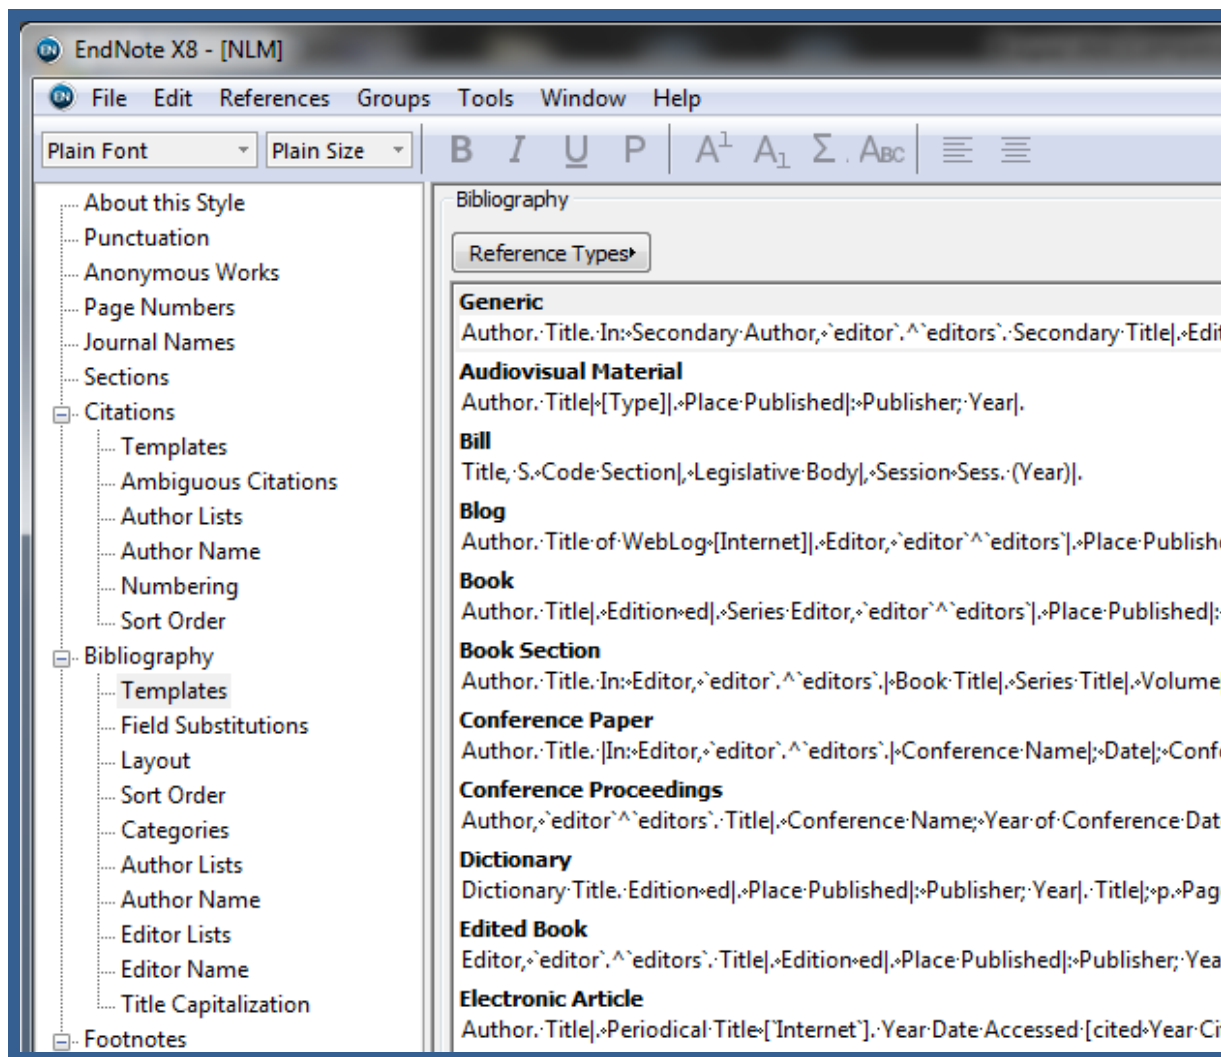 EndNote X8 - [NLM]
File Edit References Groups Tools Window Help
Plain Font Plain Size B I U P A1 A1 Σ ABC
About this Style
Punctuation
Anonymous Works
Page Numbers
Journal Names
Sections
Citations
Templates
Ambiguous Citations
Author Lists
Author Name
Numbering
Sort Order
Bibliography
Templates
Field Substitutions
Layout
Sort Order
Categories
Author Lists
Author Name
Editor Lists
Editor Name
Title Capitalization
Footnotes
Bibliography
Reference Types
Generic
Author.·Title.·In:∘Secondary·Author,∘`editor`.^`editors`.·Secondary·Title|.∘Edit
Audiovisual Material
Author.·Title|∘[Type]|.∘Place·Published|:∘Publisher;·Year|.
Bill
Title,·S.∘Code·Section|,∘Legislative·Body|,∘Session∘Sess.·(Year)|.
Blog
Author.·Title·of·WebLog∘[Internet]|.∘Editor,∘`editor`^`editors`|.∘Place·Publishe
Book
Author.·Title|.∘Edition∘ed|.∘Series·Editor,∘`editor`^`editors`|.∘Place·Published|:
Book Section
Author.·Title.·In:∘Editor,∘`editor`.^`editors`.|∘Book·Title|.∘Series·Title|.∘Volume
Conference Paper
Author.·Title.·|In:∘Editor,∘`editor`.^`editors`.|∘Conference·Name|;∘Date|;∘Confe
Conference Proceedings
Author,∘`editor`^`editors`.·Title|.∘Conference·Name;∘Year·of·Conference·Dat
Dictionary
Dictionary·Title.·Edition∘ed|.∘Place·Published|:∘Publisher;·Year|.·Title|;∘p.∘Pag
Edited Book
Editor,∘`editor`.^`editors`.·Title|.∘Edition∘ed|.∘Place·Published|:∘Publisher;·Yea
Electronic Article
Author.·Title|.∘Periodical·Title∘[`Internet`].·Year·Date·Accessed·[cited∘Year·Ci